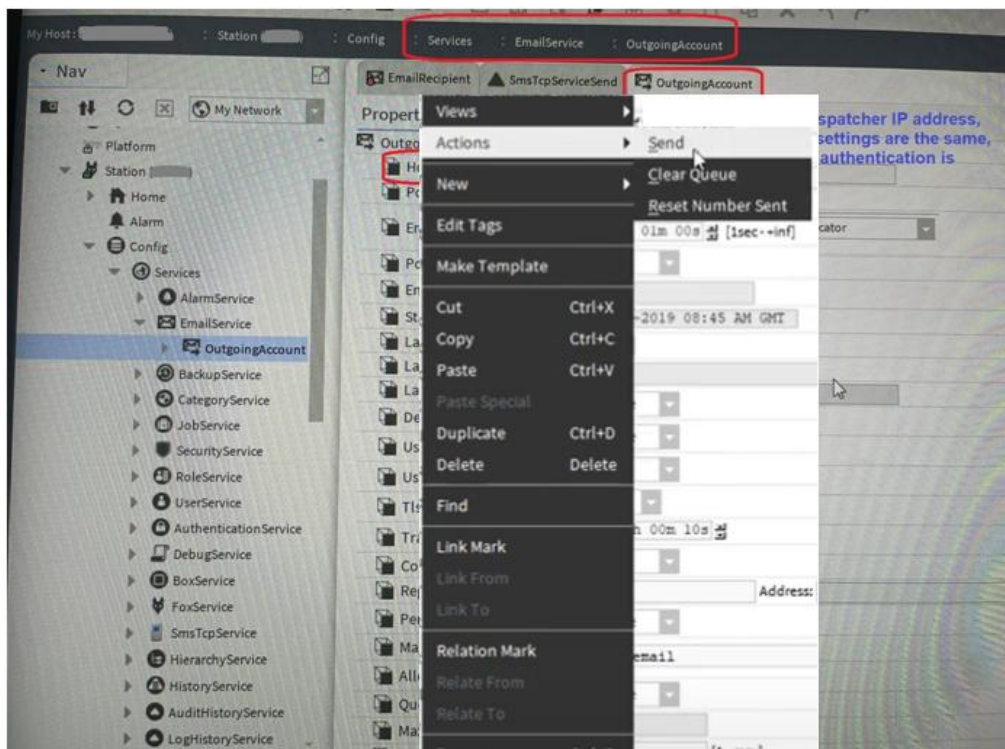 My Host:
: Station
: Config
: Services
: EmailService
: OutgoingAccount
Nav
EmailRecipient
SmsTcpServiceSend
OutgoingAccount
My Network
Platform
Station
Home
Alarm
Config
Services
AlarmService
EmailService
OutgoingAccount
BackupService
CategoryService
JobService
SecurityService
RoleService
UserService
AuthenticationService
DebugService
BoxService
FoxService
SmsTcpService
HierarchyService
HistoryService
AuditHistoryService
LogHistoryService
Propert
Outgo
Views
Actions
New
Edit Tags
Make Template
Cut Ctrl+X
Copy Ctrl+C
Paste Ctrl+V
Paste Special
Duplicate Ctrl+D
Delete Delete
Find
Link Mark
Link From
Link To
Relation Mark
Relate From
Relate To
Send
Clear Queue
Reset Number Sent
spatcher IP address,
settings are the same,
authentication is
01m 00s [1sec-+inf]
cator
-2019 08:45 AM GMT
00m 10s
Address:
email